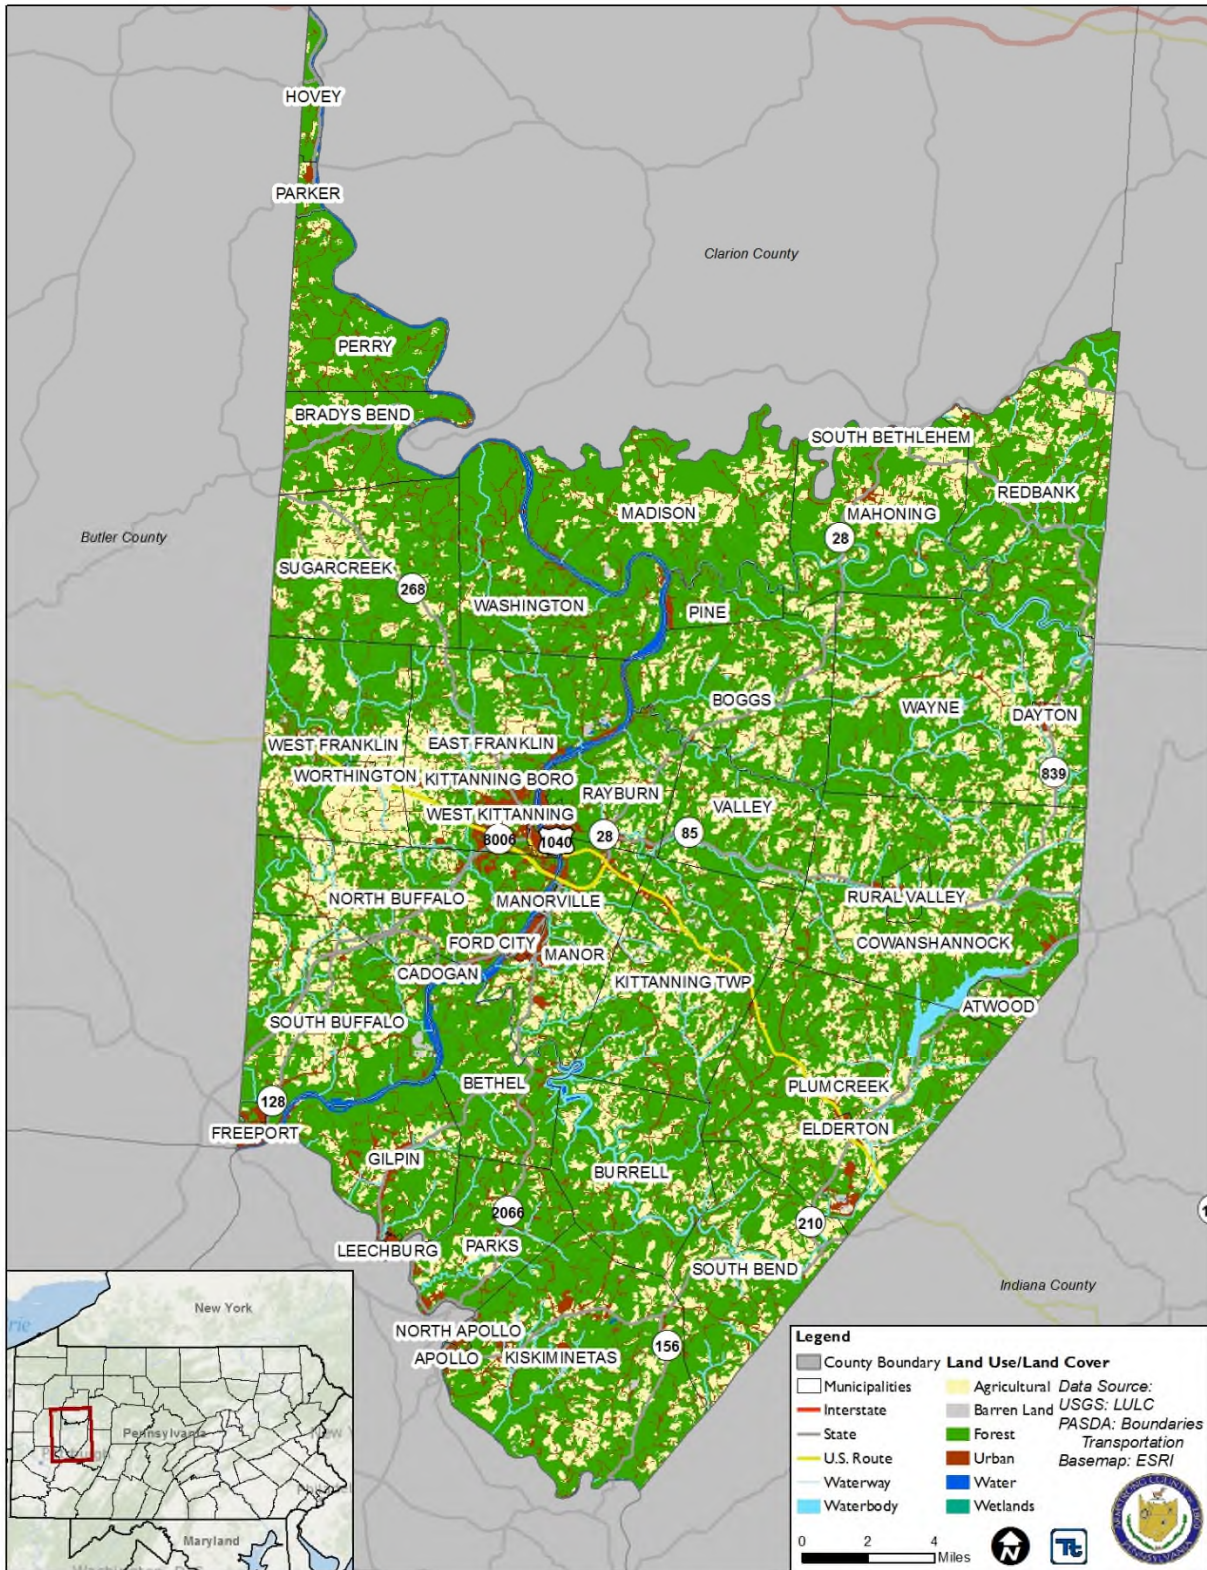 HOVEY
PARKER
Clarion County
PERRY
BRADYS BEND
SOUTH BETHLEHEM
REDBANK
MADISON
MAHONING
28
Butler County
SUGARCREEK
268
WASHINGTON
PINE
BOGGS
WAYNE
DAYTON
WEST FRANKLIN
EAST FRANKLIN
839
WORTHINGTON
KITTANNING BORO
RAYBURN
VALLEY
WEST KITTANNING
8006
1040
28
85
NORTH BUFFALO
MANORVILLE
RURAL VALLEY
FORD CITY
MANOR
COWANSHANNOCK
CADOGAN
KITTANNING TWP
ATWOOD
SOUTH BUFFALO
BETHEL
PLUMCREEK
128
FREEPORT
ELDERTON
GILPIN
BURRELL
2066
210
LEECHBURG
PARKS
SOUTH BEND
Indiana County
NORTH APOLLO
APOLLO
KISKIMINETAS
156
New York
Pennsylvania
Maryland
Legend
County Boundary
Municipalities
Interstate
State
U.S. Route
Waterway
Waterbody
Land Use/Land Cover
Agricultural
Barren Land
Forest
Urban
Water
Wetlands
Data Source:
USGS: LULC
PASDA: Boundaries
Transportation
Basemap: ESRI
0 2 4
Miles
N
Tt